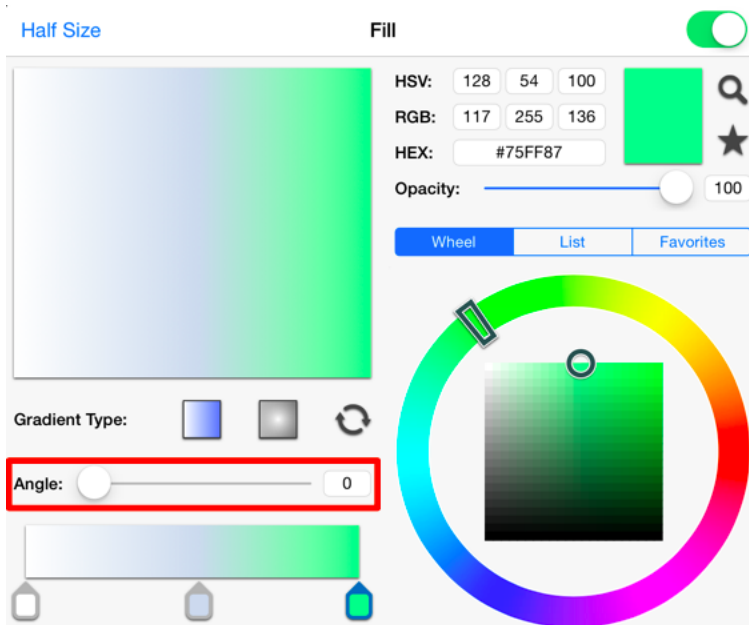 Half Size
Fill
HSV: 128 54 100
RGB: 117 255 136
HEX: #75FF87
Opacity: 100
Wheel List Favorites
Gradient Type:
Angle: 0